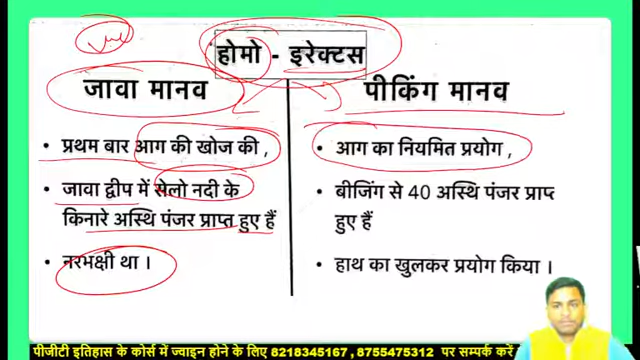 होमो - इरेक्टस
जावा मानव
• प्रथम बार आग की खोज की ,
• जावा द्वीप में सेलो नदी के
किनारे अस्थि पंजर प्राप्त हुए हैं
• नरभक्षी था ।
पीकिंग मानव
• आग का नियमित प्रयोग ,
• बीजिंग से 40 अस्थि पंजर प्राप्त
हुए हैं
• हाथ का खुलकर प्रयोग किया ।
पीजीटी इतिहास के कोर्स में ज्वाइन होने के लिए 8218345167 , 8755475312 पर सम्पर्क करें